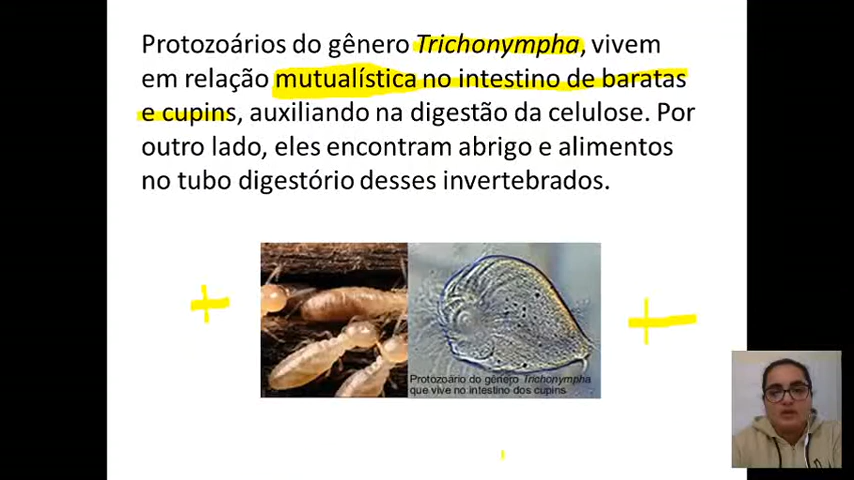 Protozoários do gênero Trichonympha, vivem
em relação mutualística no intestino de baratas
e cupins, auxiliando na digestão da celulose. Por
outro lado, eles encontram abrigo e alimentos
no tubo digestório desses invertebrados.
+
+
Protozoário do gênero Trichonympha
que vive no intestino dos cupins